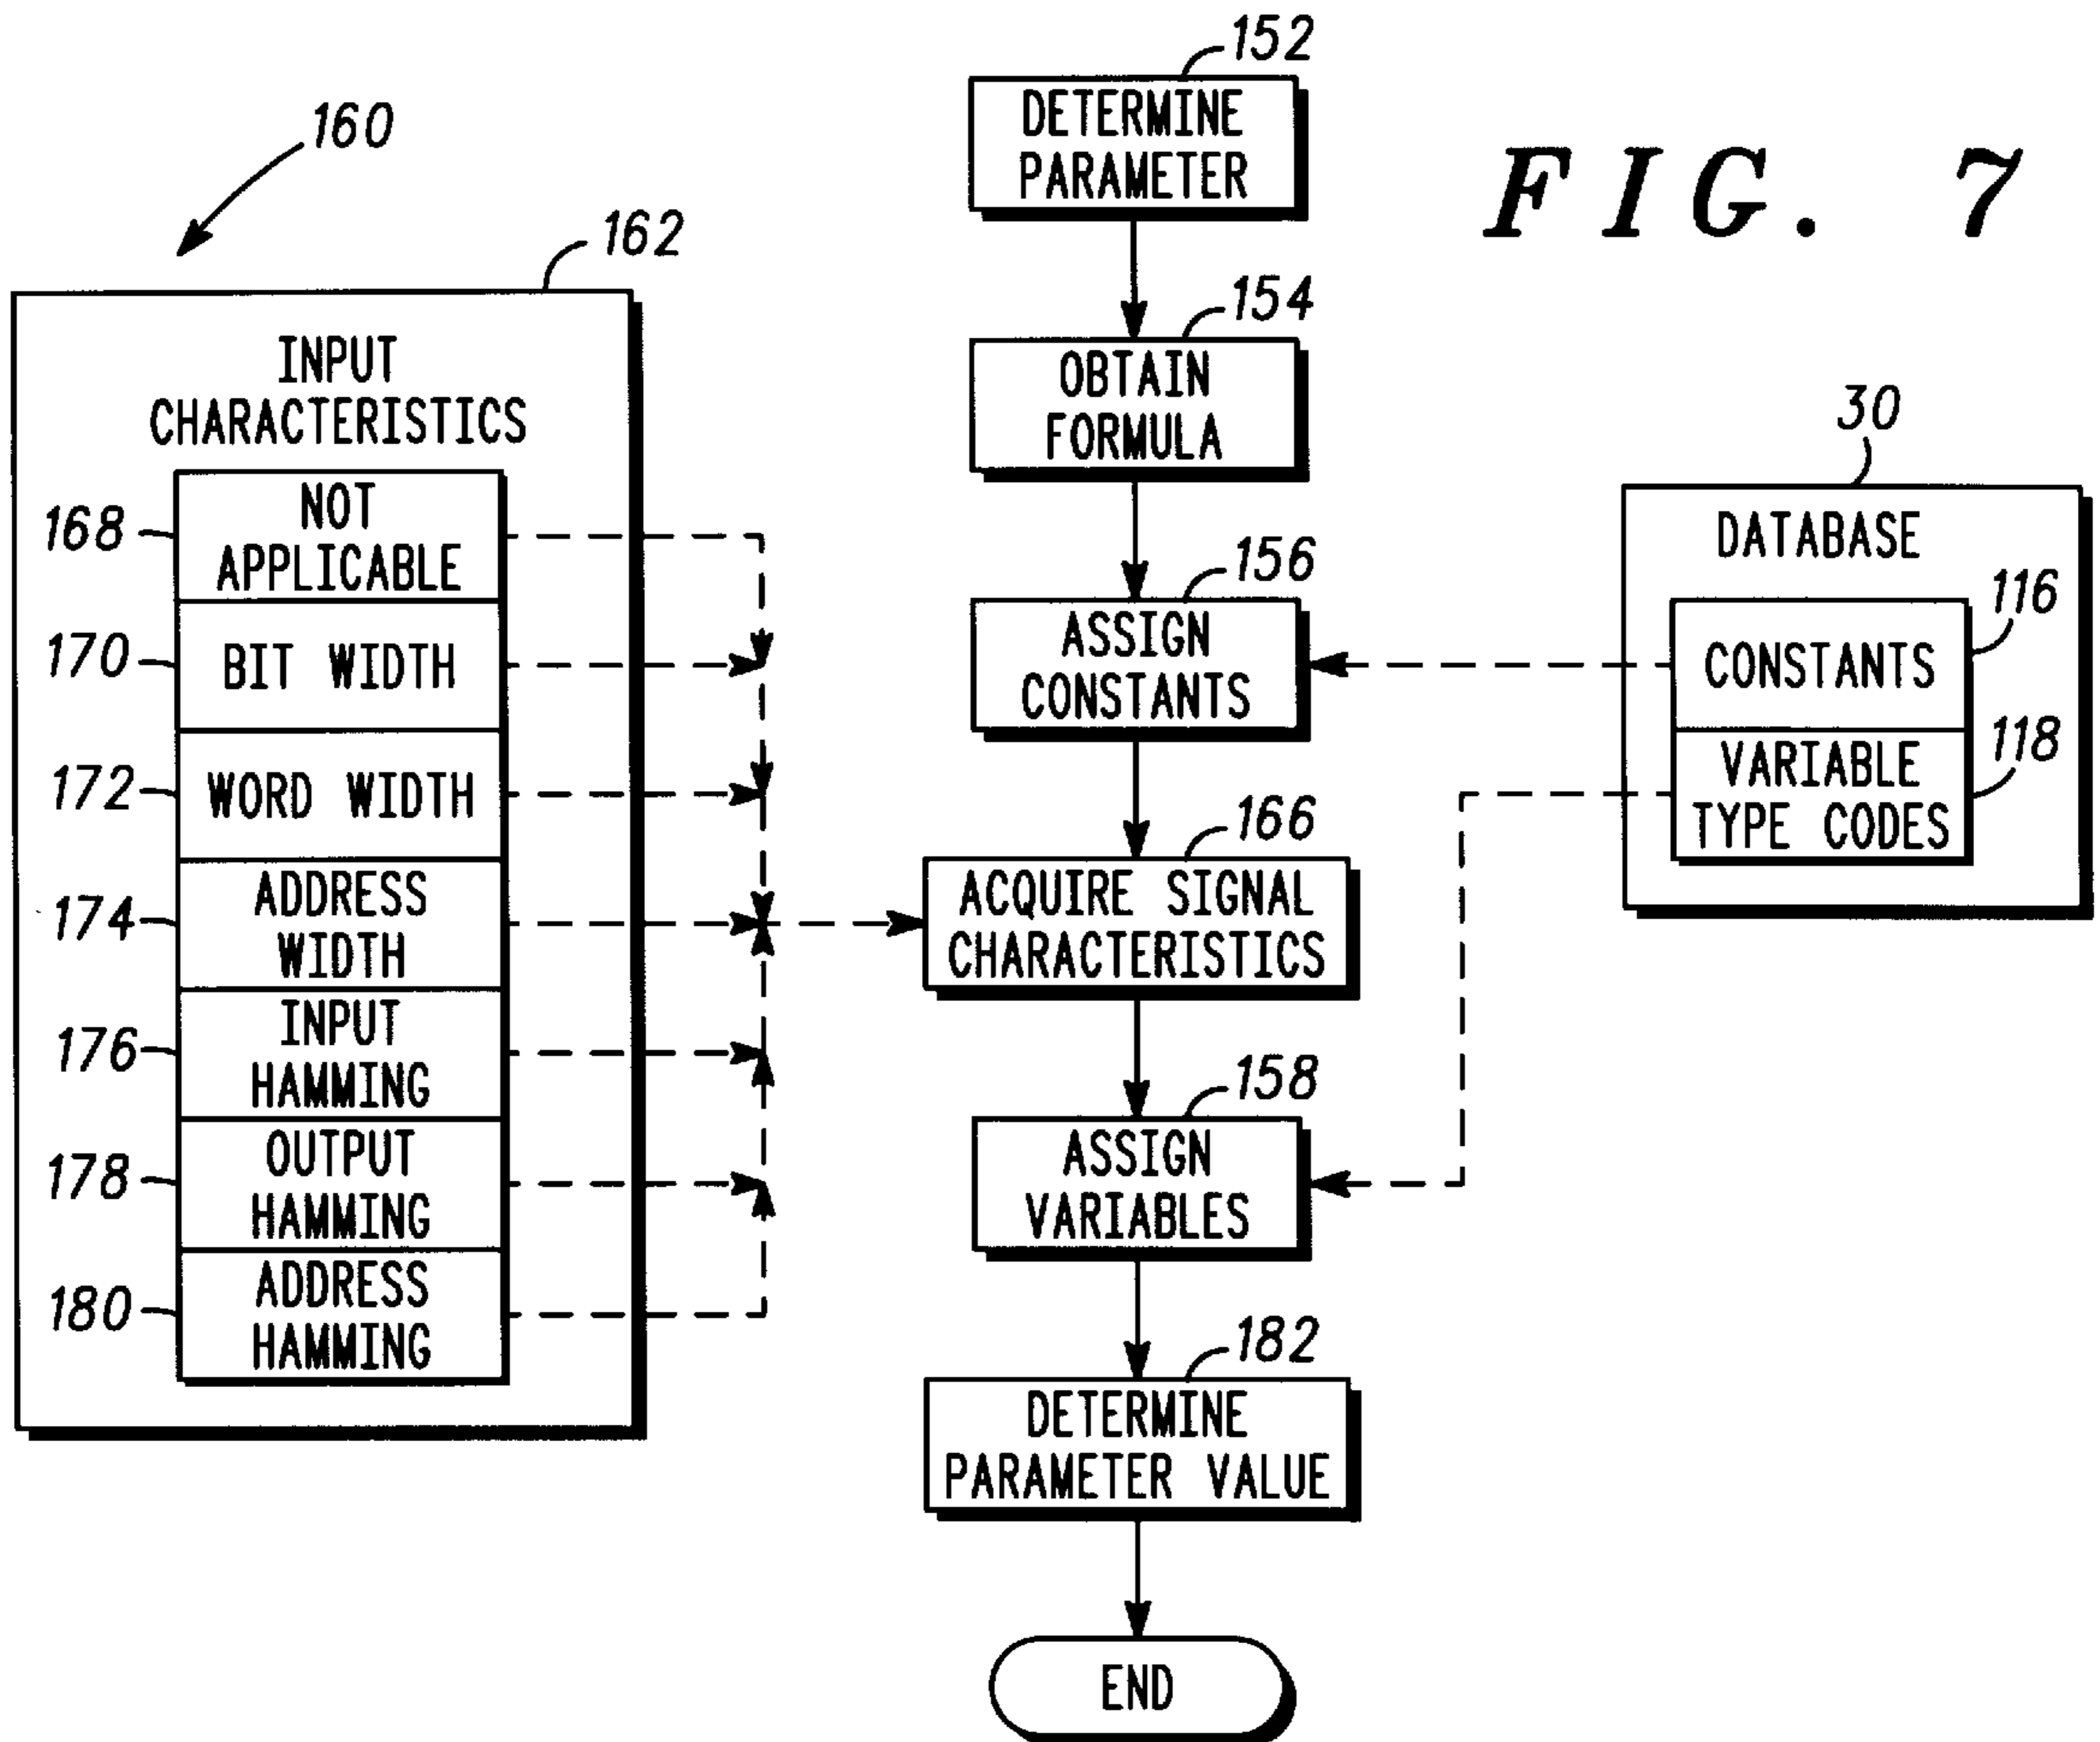 FIG. 7
160
162
INPUT
CHARACTERISTICS
168
NOT
APPLICABLE
170
BIT WIDTH
172
WORD WIDTH
174
ADDRESS
WIDTH
176
INPUT
HAMMING
178
OUTPUT
HAMMING
180
ADDRESS
HAMMING
152
DETERMINE
PARAMETER
154
OBTAIN
FORMULA
156
ASSIGN
CONSTANTS
166
ACQUIRE SIGNAL
CHARACTERISTICS
158
ASSIGN
VARIABLES
182
DETERMINE
PARAMETER VALUE
END
30
DATABASE
116
CONSTANTS
118
VARIABLE
TYPE CODES